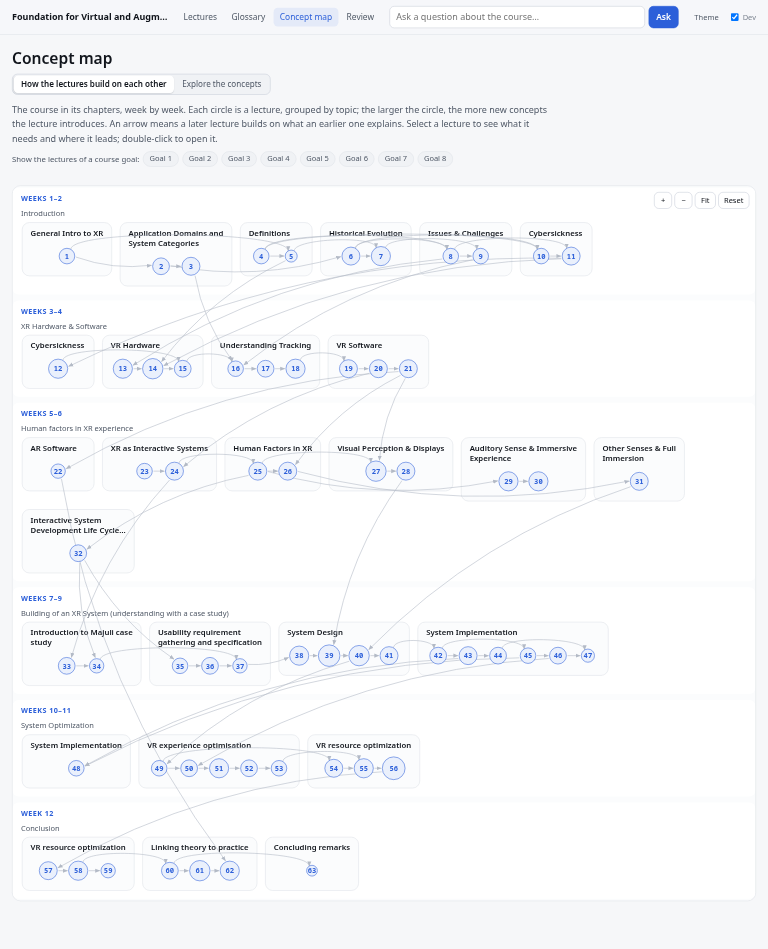 Foundation for Virtual and Augm... Lectures Glossary Concept map Review Ask a question about the course... Ask Theme Dev
Concept map
How the lectures build on each other Explore the concepts
The course in its chapters, week by week. Each circle is a lecture, grouped by topic; the larger the circle, the more new concepts
the lecture introduces. An arrow means a later lecture builds on what an earlier one explains. Select a lecture to see what it
needs and where it leads; double-click to open it.
Show the lectures of a course goal: Goal 1 Goal 2 Goal 3 Goal 4 Goal 5 Goal 6 Goal 7 Goal 8
WEEKS 1–2
+ − Fit Reset
Introduction
General Intro to XR
1
Application Domains and
System Categories
2 3
Definitions
4 5
Historical Evolution
6 7
Issues & Challenges
8 9
Cybersickness
10 11
WEEKS 3–4
XR Hardware & Software
Cybersickness
12
VR Hardware
13 14 15
Understanding Tracking
16 17 18
VR Software
19 20 21
WEEKS 5–6
Human factors in XR experience
AR Software
22
XR as Interactive Systems
23 24
Human Factors in XR
25 26
Visual Perception & Displays
27 28
Auditory Sense & Immersive
Experience
29 30
Other Senses & Full
Immersion
31
Interactive System
Development Life Cycle...
32
WEEKS 7–9
Building of an XR System (understanding with a case study)
Introduction to Majuli case
study
33 34
Usability requirement
gathering and specification
35 36 37
System Design
38 39 40 41
System Implementation
42 43 44 45 46 47
WEEKS 10–11
System Optimization
System Implementation
48
VR experience optimisation
49 50 51 52 53
VR resource optimization
54 55 56
WEEK 12
Conclusion
VR resource optimization
57 58 59
Linking theory to practice
60 61 62
Concluding remarks
63